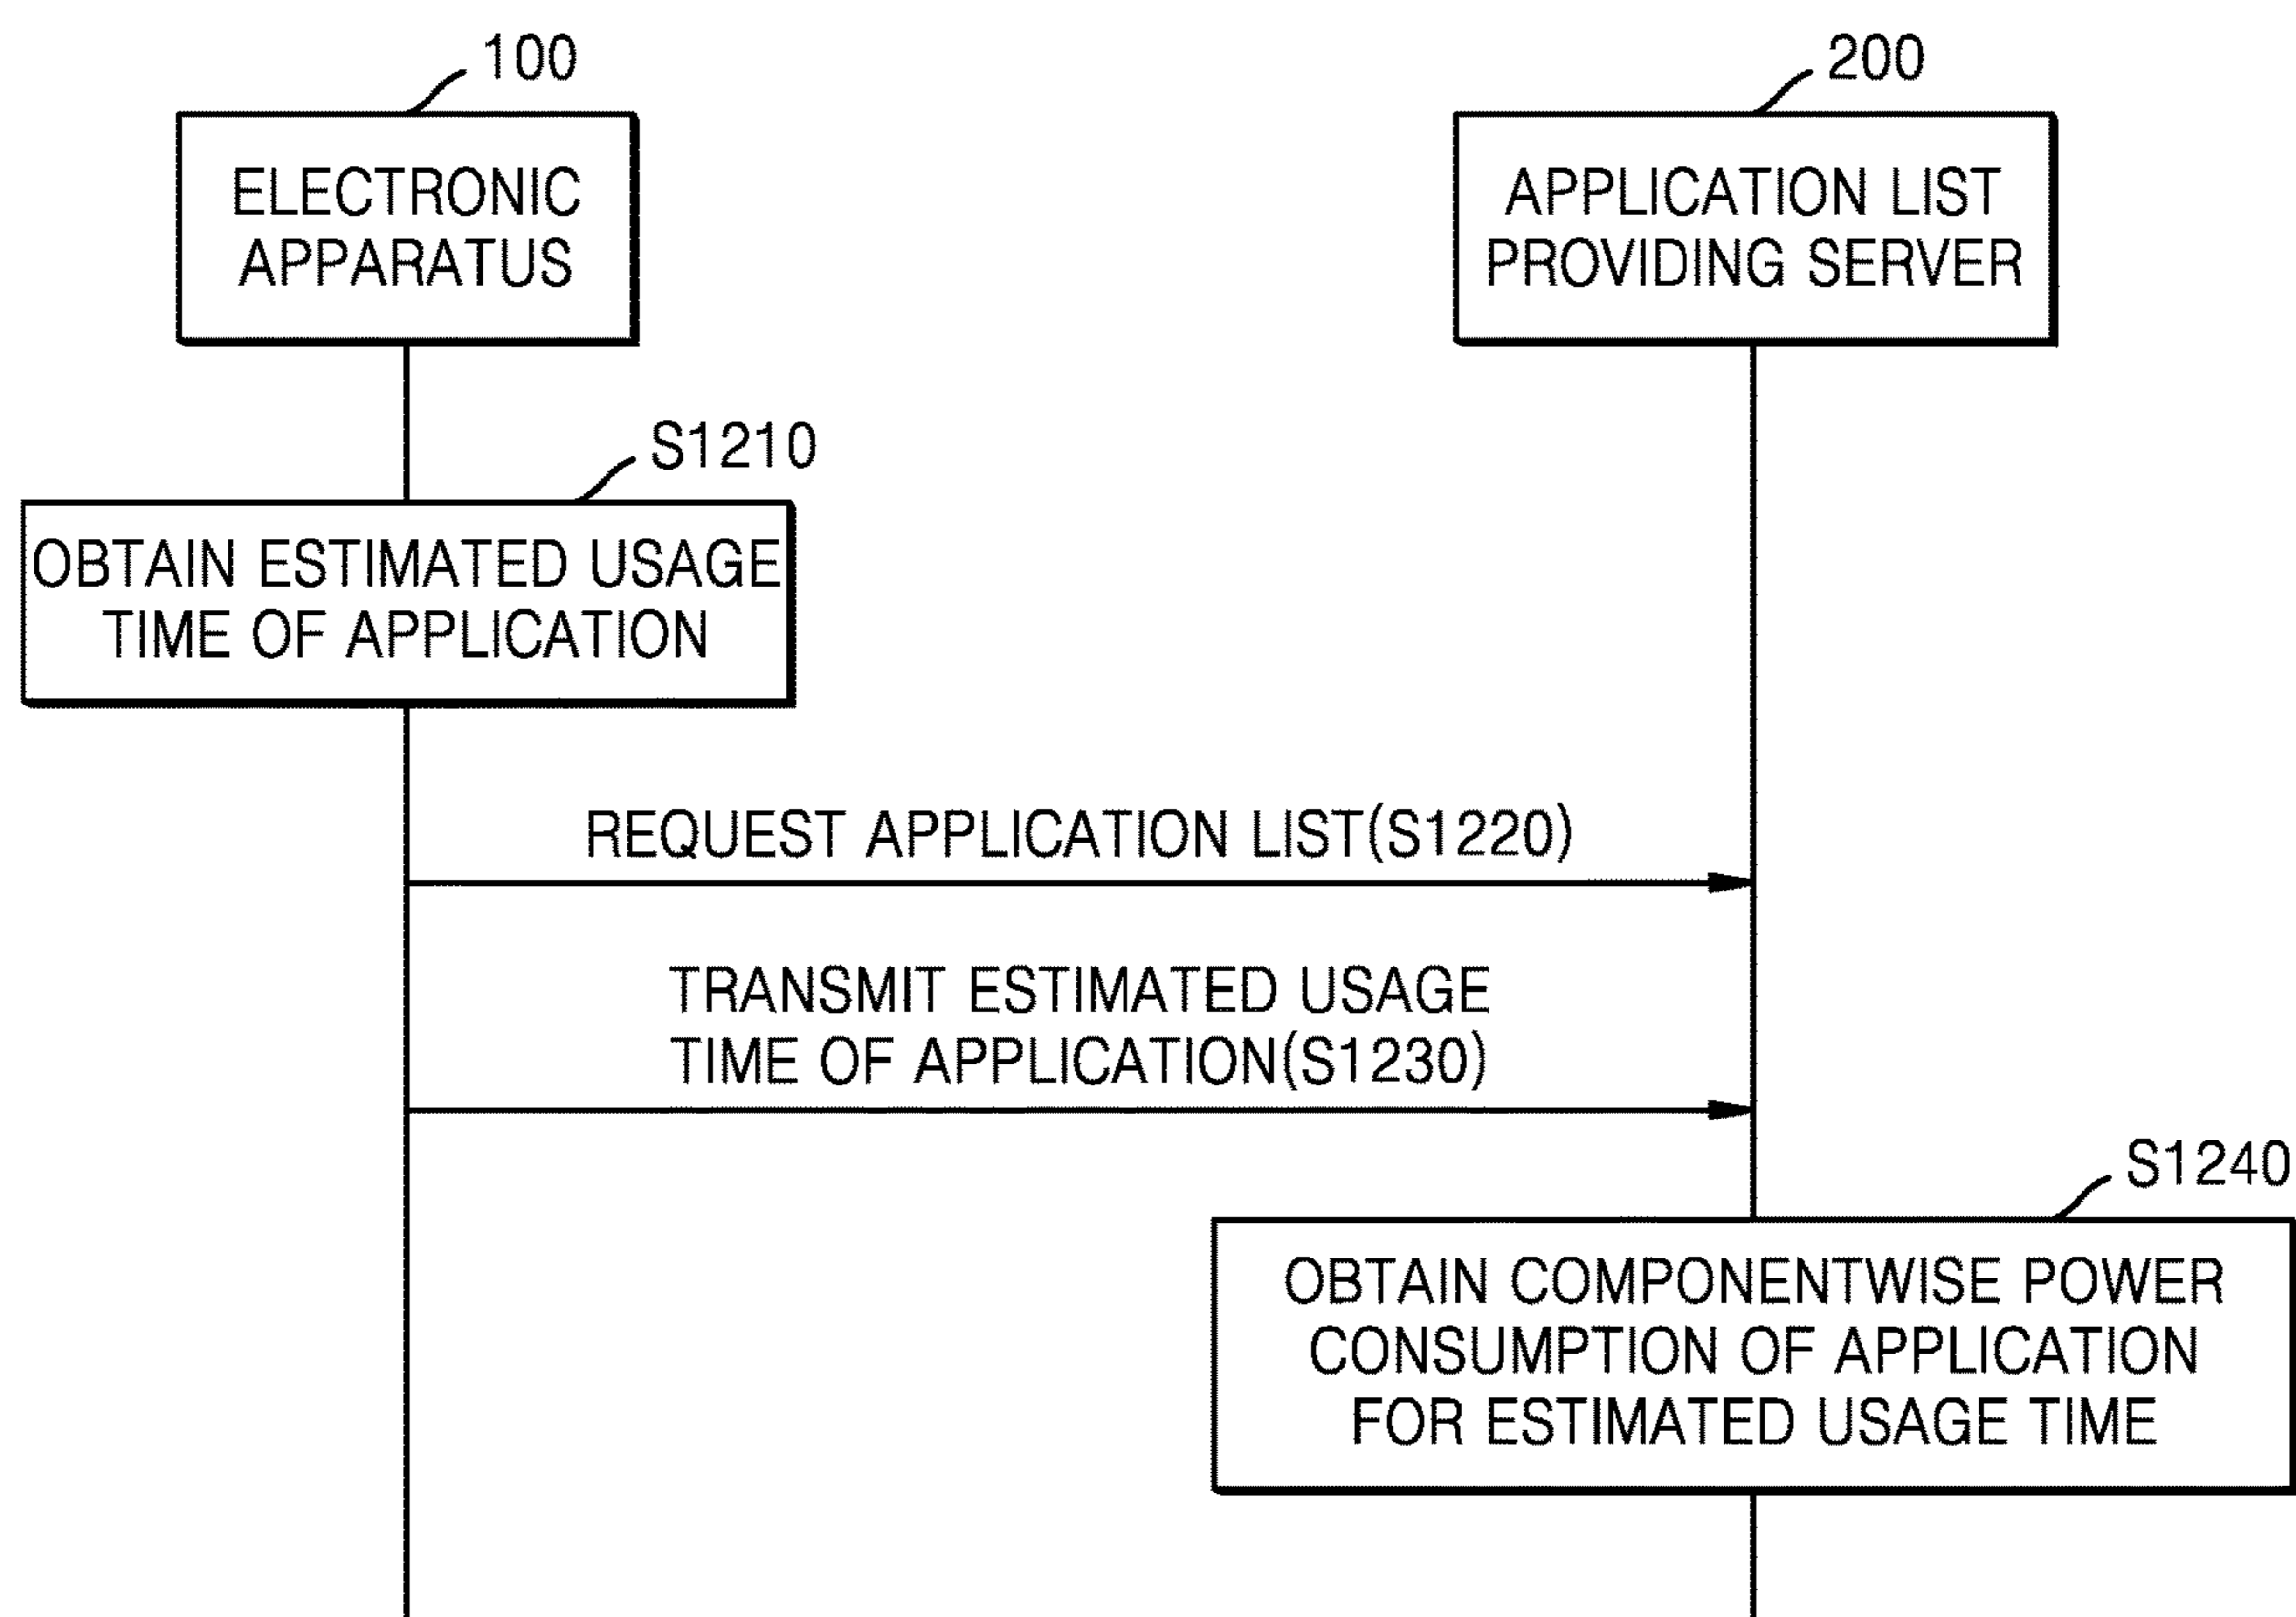 100
200
ELECTRONIC
APPARATUS
APPLICATION LIST
PROVIDING SERVER
S1210
OBTAIN ESTIMATED USAGE
TIME OF APPLICATION
REQUEST APPLICATION LIST(S1220)
TRANSMIT ESTIMATED USAGE
TIME OF APPLICATION(S1230)
S1240
OBTAIN COMPONENTWISE POWER
CONSUMPTION OF APPLICATION
FOR ESTIMATED USAGE TIME